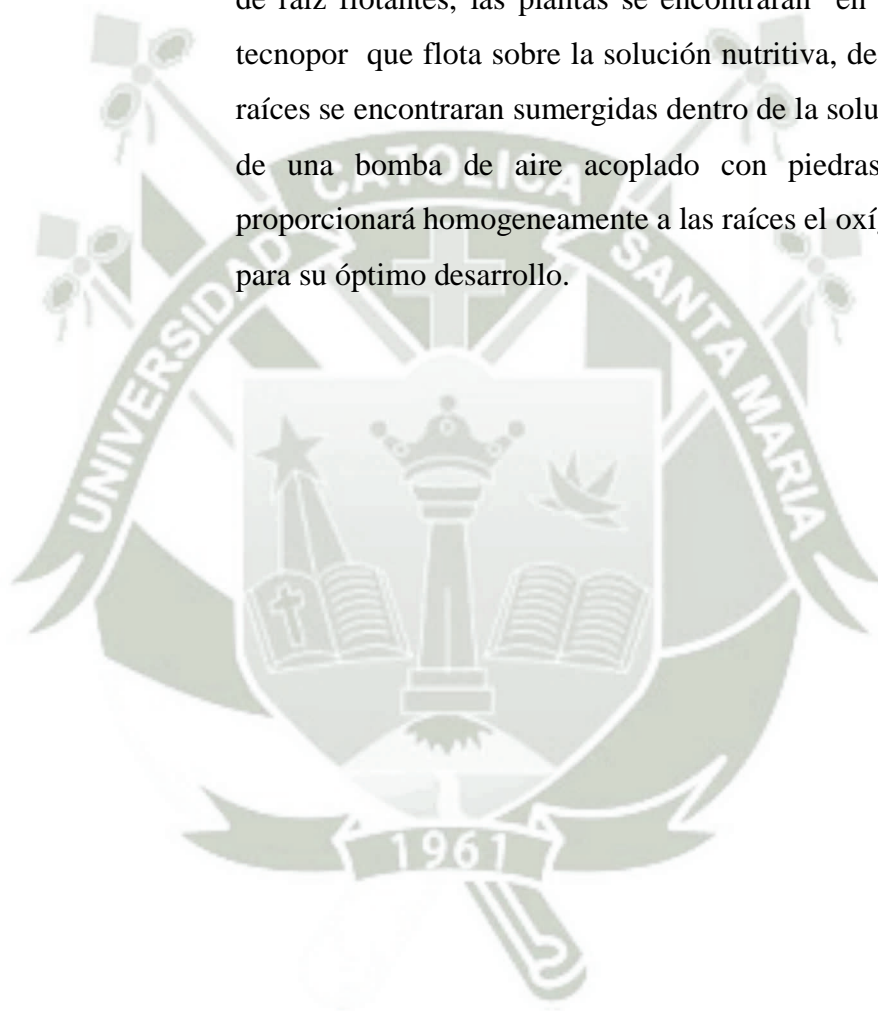 de raíz flotantes, las plantas se encontraran en
tecnopor que flota sobre la solución nutritiva, de
raíces se encontraran sumergidas dentro de la solu
de una bomba de aire acoplado con piedras
proporcionará homogeneamente a las raíces el oxí
para su óptimo desarrollo.
UNIVERSIDAD CATOLICA SANTA MARIA
1961